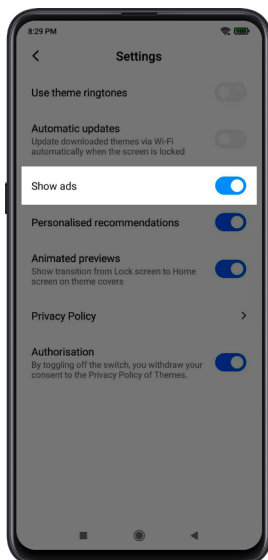 8:29 PM
Settings
Use theme ringtones
Automatic updates
Update downloaded themes via Wi-Fi
automatically when the screen is locked
Show ads
Personalised recommendations
Animated previews
Show transition from Lock screen to Home
screen on theme covers
Privacy Policy
Authorisation
By toggling off the switch, you withdraw your
consent to the Privacy Policy of Themes.